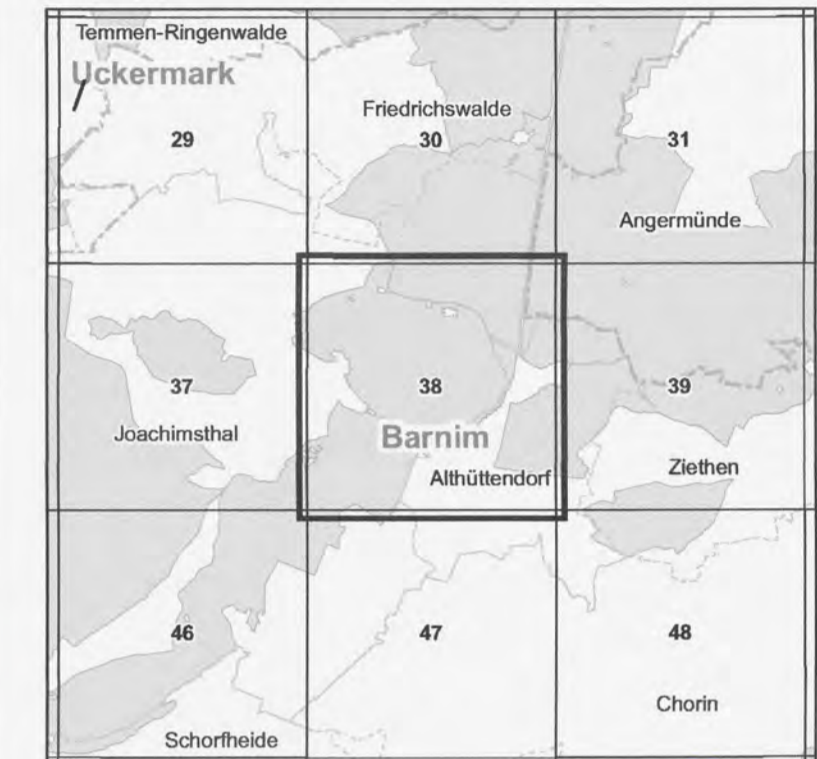 Temmen-Ringenwalde
Uckermark
Friedrichswalde
29
30
31
Angermünde
37
38
39
Joachimsthal
Barnim
Althüttendorf
Ziethen
46
47
48
Chorin
Schorfheide